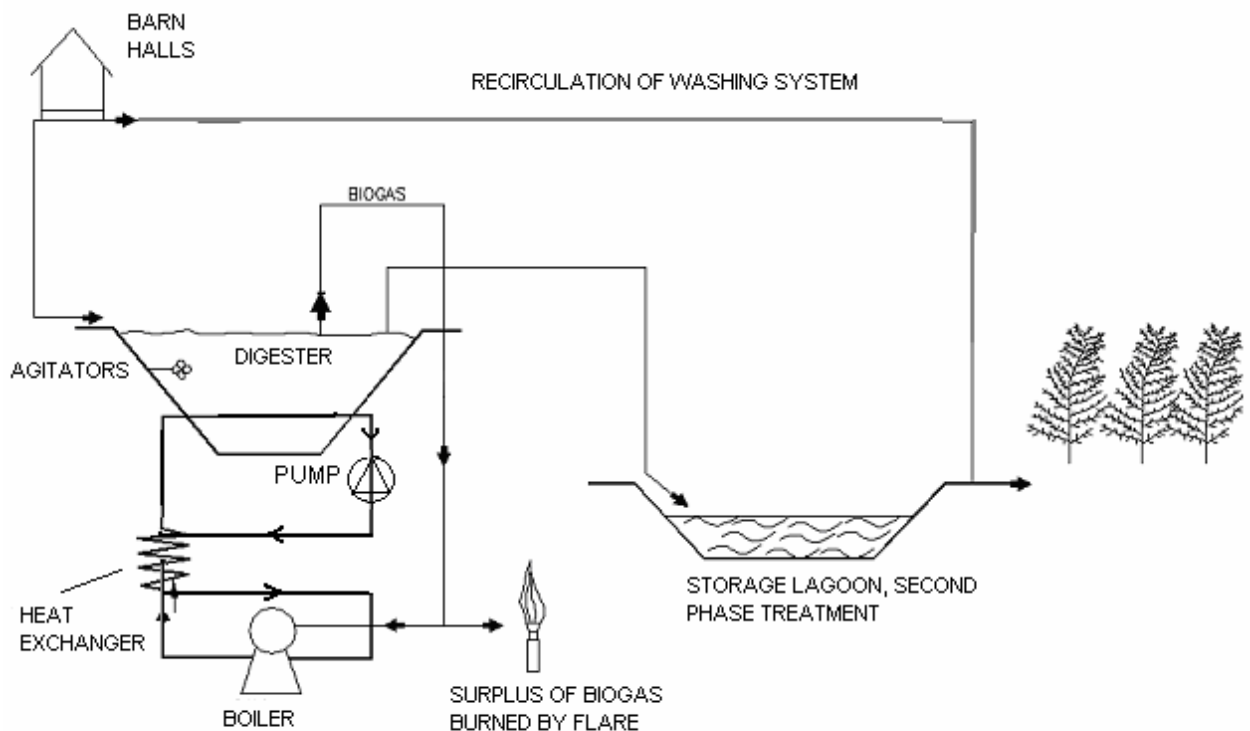 BARN
HALLS
RECIRCULATION OF WASHING SYSTEM
BIOGAS
DIGESTER
AGITATORS
PUMP
HEAT
EXCHANGER
BOILER
SURPLUS OF BIOGAS
BURNED BY FLARE
STORAGE LAGOON, SECOND
PHASE TREATMENT